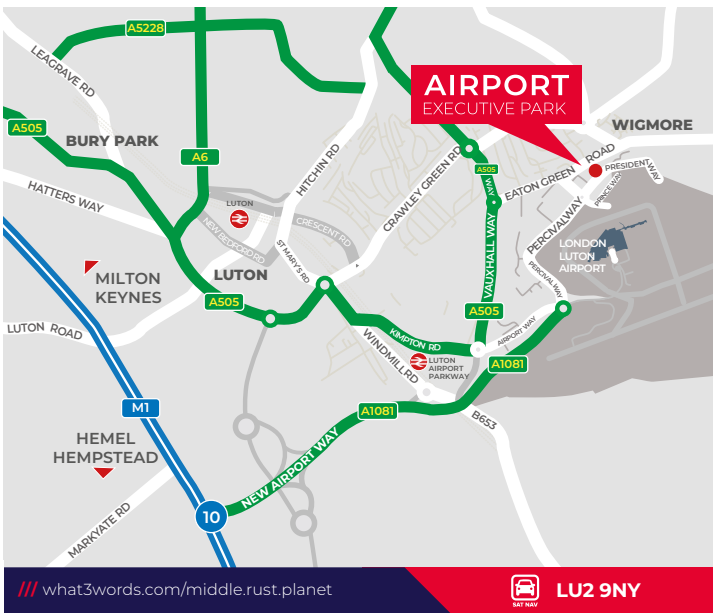 A5228
LEAGRAVE RD
AIRPORT
EXECUTIVE PARK
A505
BURY PARK
WIGMORE
A6
HITCHIN RD
CRAWLEY GREEN RD
A505
WAY
EATON GREEN ROAD
PRESIDENT WAY
PRINCE WAY
HATTERS WAY
LUTON
NEW BEDFORD RD
CRESCENT RD
ST MARY'S RD
VAUXHALL WAY
PERCIVALWAY
LONDON
LUTON
AIRPORT
PERCIVALWAY
MILTON
KEYNES
LUTON
A505
A505
LUTON ROAD
KIMPTON RD
AIRPORT WAY
WINDMILL RD
LUTON
AIRPORT
PARKWAY
A1081
M1
A1081
B653
HEMEL
HEMPSTEAD
NEW AIRPORT WAY
10
MARKYATE RD
/// what3words.com/middle.rust.planet
SAT NAV
LU2 9NY